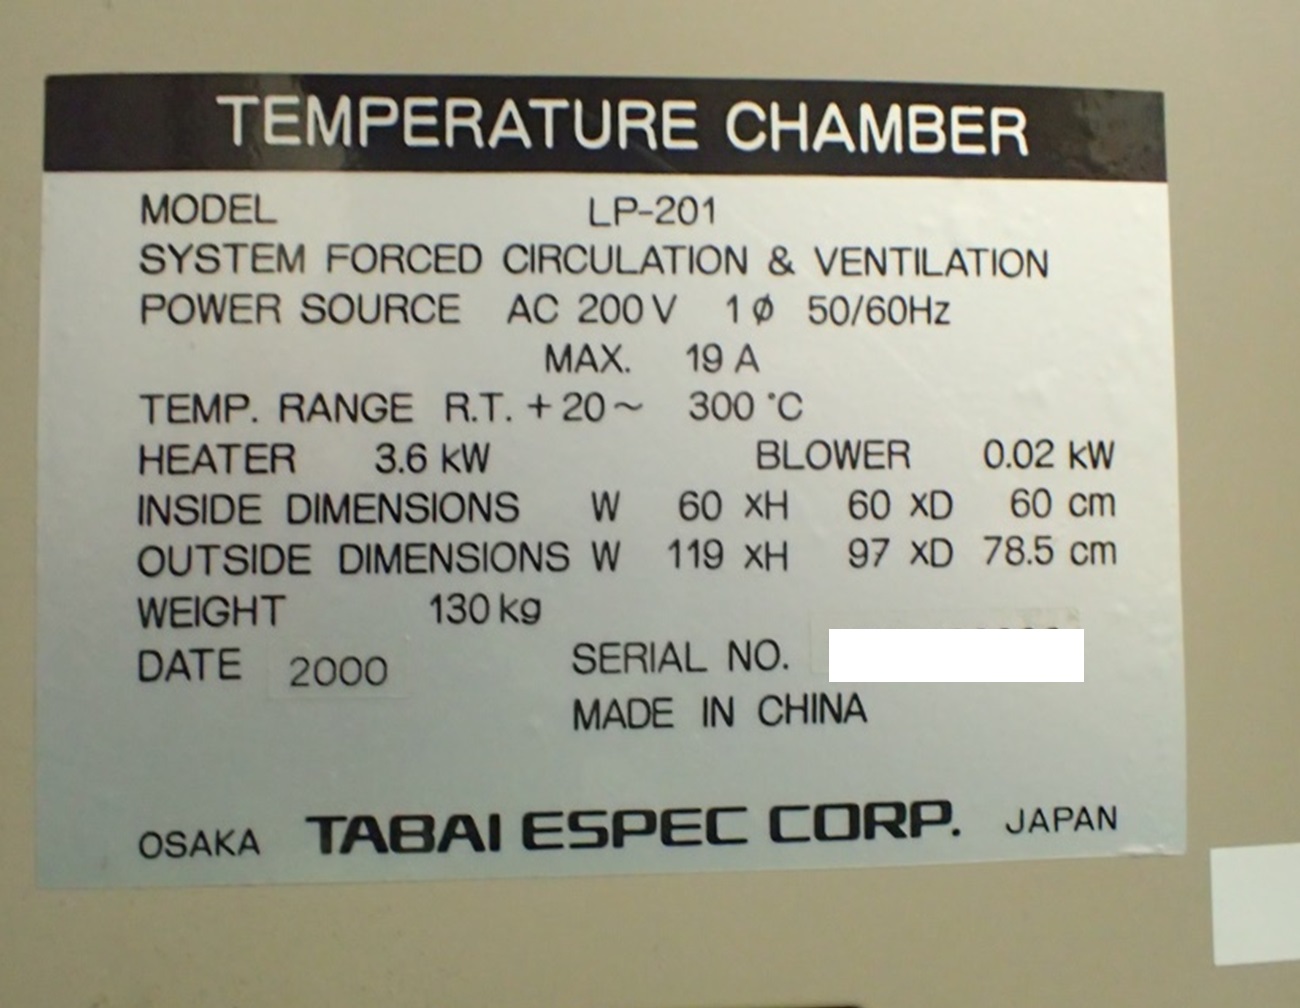 TEMPERATURE CHAMBER
MODEL LP-201
SYSTEM FORCED CIRCULATION & VENTILATION
POWER SOURCE AC 200 V 1 ϕ 50/60Hz
MAX. 19 A
TEMP. RANGE R.T. + 20 ~ 300 °C
HEATER 3.6 kW BLOWER 0.02 kW
INSIDE DIMENSIONS W 60 xH 60 xD 60 cm
OUTSIDE DIMENSIONS W 119 xH 97 xD 78.5 cm
WEIGHT 130 kg
DATE 2000 SERIAL NO.
MADE IN CHINA
OSAKA TABAI ESPEC CORP. JAPAN